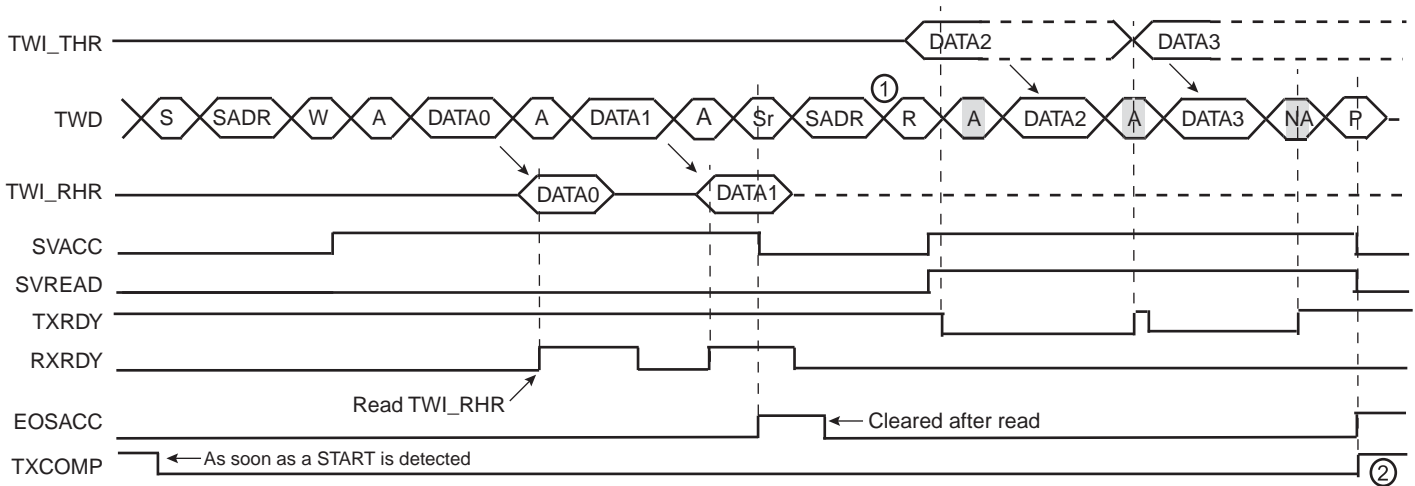 TWI_THR DATA2 DATA3
TWD S SADR W A DATA0 A DATA1 A Sr SADR 1 R A DATA2 A DATA3 NA P
TWI_RHR DATA0 DATA1
SVACC
SVREAD
TXRDY
RXRDY
Read TWI_RHR
EOSACC Cleared after read
TXCOMP As soon as a START is detected 2